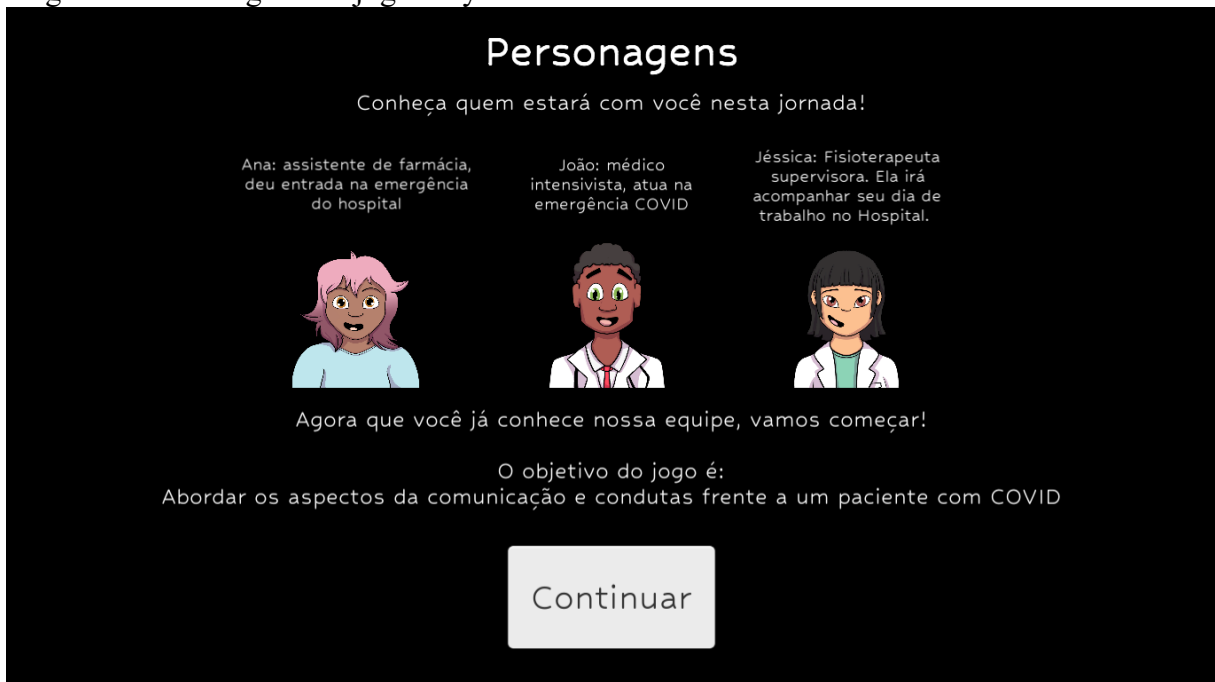 Personagens
Conheça quem estará com você nesta jornada!
Ana: assistente de farmácia,
deu entrada na emergência
do hospital
João: médico
intensivista, atua na
emergência COVID
Jéssica: Fisioterapeuta
supervisora. Ela irá
acompanhar seu dia de
trabalho no Hospital.
Agora que você já conhece nossa equipe, vamos começar!
O objetivo do jogo é:
Abordar os aspectos da comunicação e condutas frente a um paciente com COVID
Continuar